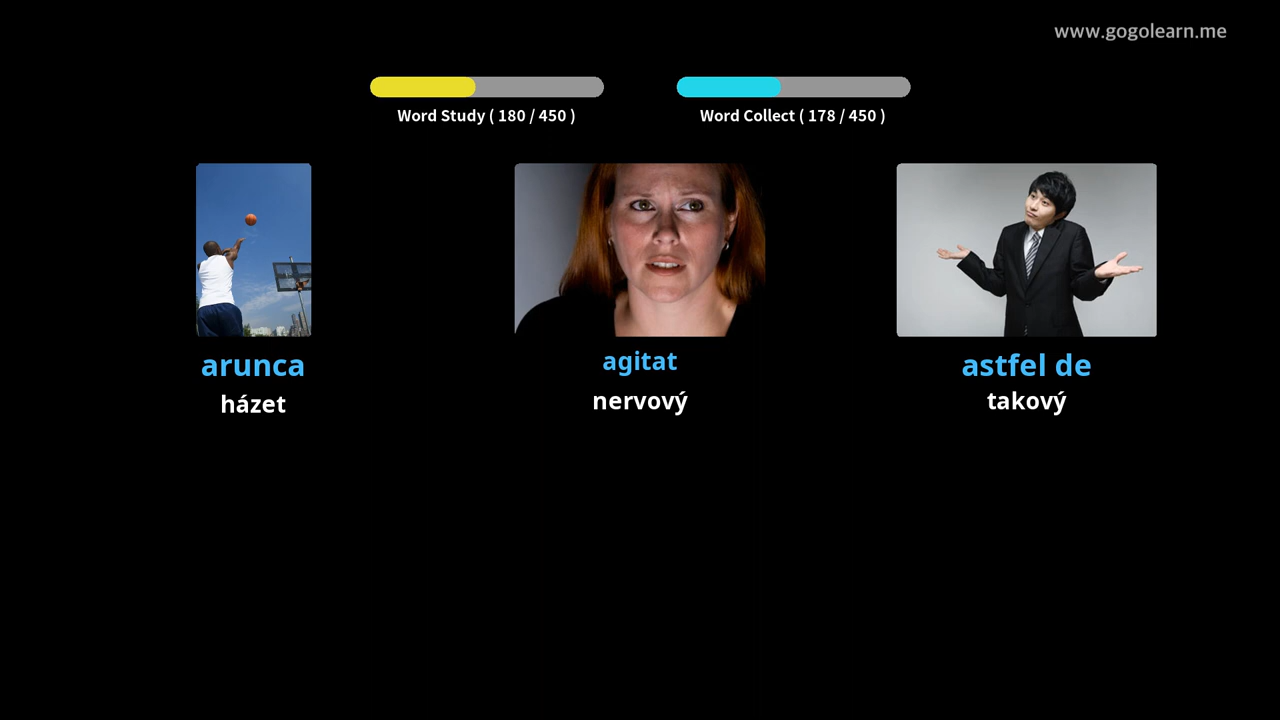 www.gogolearn.me
Word Study ( 180 / 450 )
Word Collect ( 178 / 450 )
arunca
házet
agitat
nervový
astfel de
takový